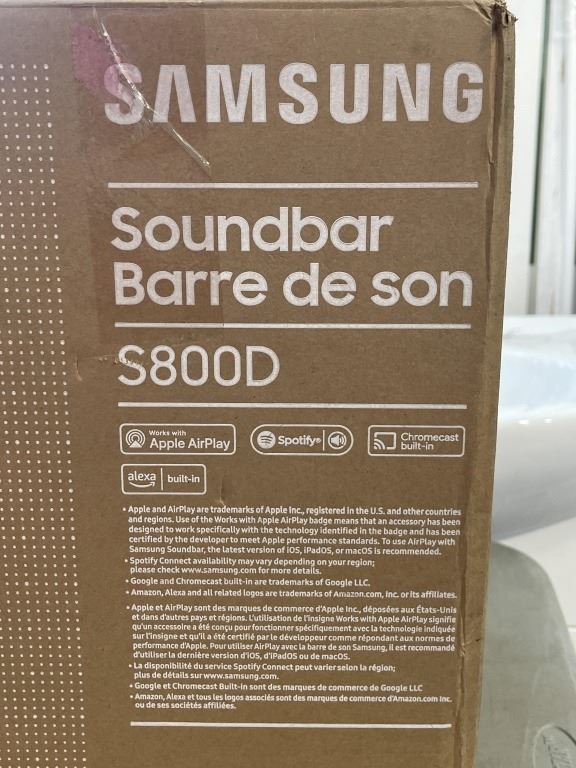 SAMSUNG
Soundbar
Barre de son
S800D
Works with
Apple AirPlay
Spotify®
Chromecast
built-in
alexa built-in
• Apple and AirPlay are trademarks of Apple Inc., registered in the U.S. and other countries
and regions. Use of the Works with Apple AirPlay badge means that an accessory has been
designed to work specifically with the technology identified in the badge and has been
certified by the developer to meet Apple performance standards. To use AirPlay with
Samsung Soundbar, the latest version of iOS, iPadOS, or macOS is recommended.
• Spotify Connect availability may vary depending on your region;
please check www.samsung.com for more details.
• Google and Chromecast built-in are trademarks of Google LLC.
• Amazon, Alexa and all related logos are trademarks of Amazon.com, Inc. or its affiliates.
• Apple et AirPlay sont des marques de commerce d'Apple Inc., déposées aux États-Unis
et dans d'autres pays et régions. L'utilisation de l'insigne Works with Apple AirPlay signifie
qu'un accessoire a été conçu pour fonctionner spécifiquement avec la technologie indiquée
sur l'insigne et qu'il a été certifié par le développeur comme répondant aux normes de
performance d'Apple. Pour utiliser AirPlay avec la barre de son Samsung, il est recommandé
d'utiliser la dernière version d'iOS, d'iPadOS ou de macOS.
• La disponibilité du service Spotify Connect peut varier selon la région;
plus de détails sur www.samsung.com.
• Google et Chromecast Built-in sont des marques de commerce de Google LLC
• Amazon, Alexa et tous les logos associés sont des marques de commerce d'Amazon.com Inc.
ou de ses sociétés affiliées.